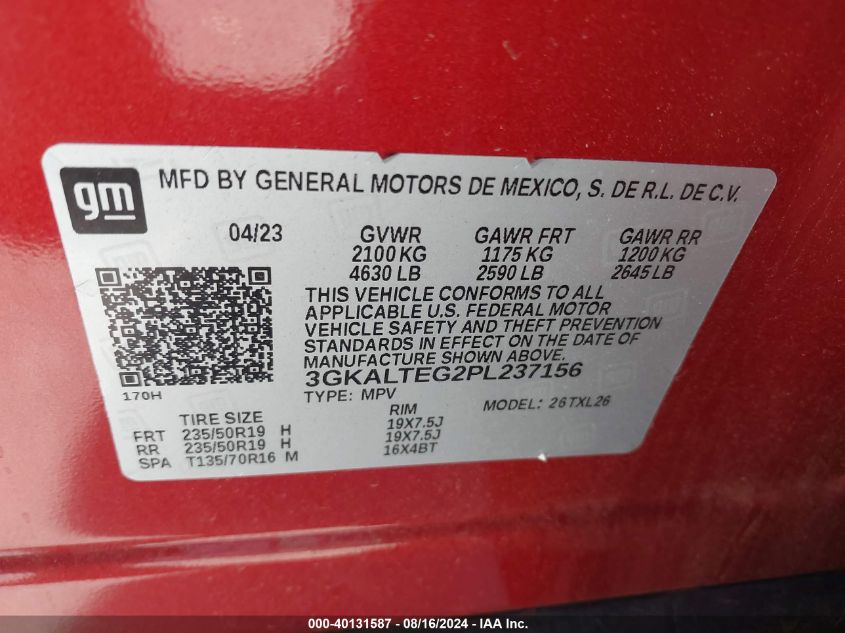 gm
MFD BY GENERAL MOTORS DE MEXICO, S. DE R.L. DE C.V.
04/23 GVWR GAWR FRT GAWR RR
2100 KG 1175 KG 1200 KG
4630 LB 2590 LB 2645 LB
THIS VEHICLE CONFORMS TO ALL
APPLICABLE U.S. FEDERAL MOTOR
VEHICLE SAFETY AND THEFT PREVENTION
STANDARDS IN EFFECT ON THE DATE OF
MANUFACTURE SHOWN ABOVE.
3GKALTEG2PL237156
170H TYPE: MPV MODEL: 26TXL26
TIRE SIZE RIM
FRT 235/50R19 H 19X7.5J
RR 235/50R19 H 19X7.5J
SPA T135/70R16 M 16X4BT
000-40131587 - 08/16/2024 - Copyright © 2024 IAA, Inc.